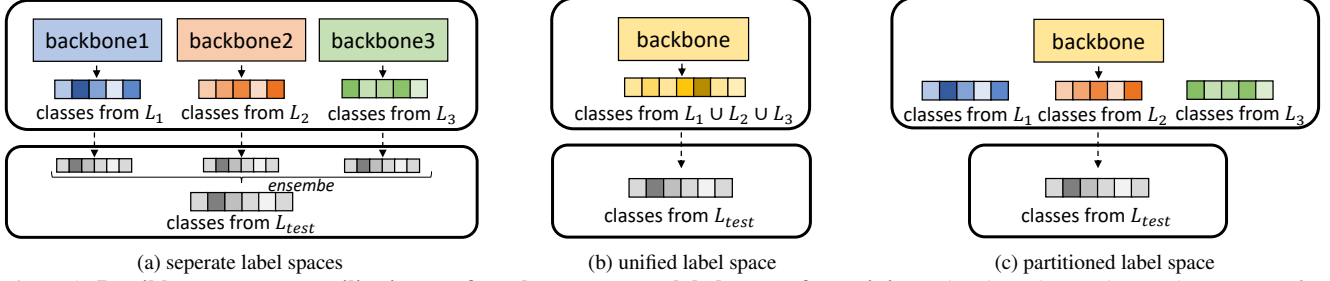 backbone1 backbone2 backbone3
classes from L1 classes from L2 classes from L3
ensembe
classes from Ltest
(a) seperate label spaces
backbone
classes from L1 ∪ L2 ∪ L3
classes from Ltest
(b) unified label space
backbone
classes from L1 classes from L2 classes from L3
classes from Ltest
(c) partitioned label space